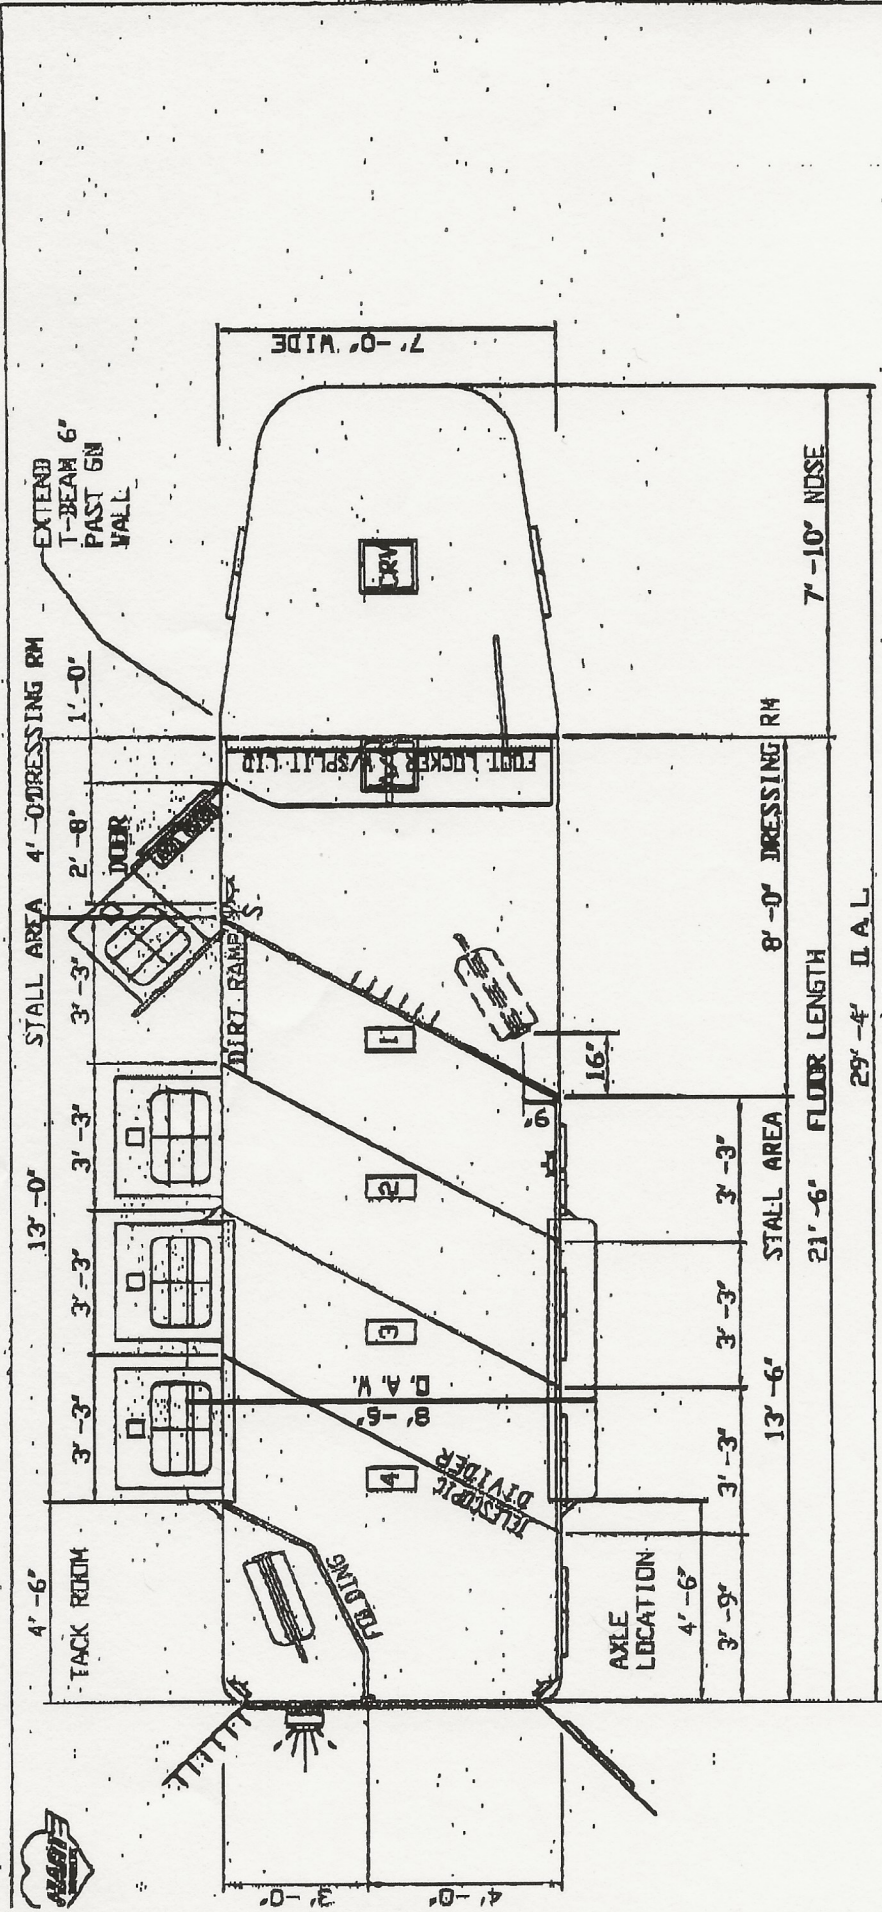 EXTEND
T-BEAM 6"
PAST GN
WALL
7'-0" WIDE
STALL AREA
4'-0"
DRESSING RM
13'-0"
4'-6"
TACK ROOM
3'-3"
3'-3"
3'-3"
3'-3"
2'-8"
1'-0"
DOOR
DIRT RAMP
FOOT LOCKER W/SPLIT LID
CRV
1
2
3
4
8'-6"
O.A.W.
TELESCOPIC
DIVIDER
FOLDING
3'-0"
4'-0"
9"
16"
AXLE
LOCATION
4'-6"
3'-9"
3'-3"
3'-3"
3'-3"
13'-6"
STALL AREA
8'-0" DRESSING RM
21'-6"
FLOOR LENGTH
7'-10" NOSE
29'-4" O A L